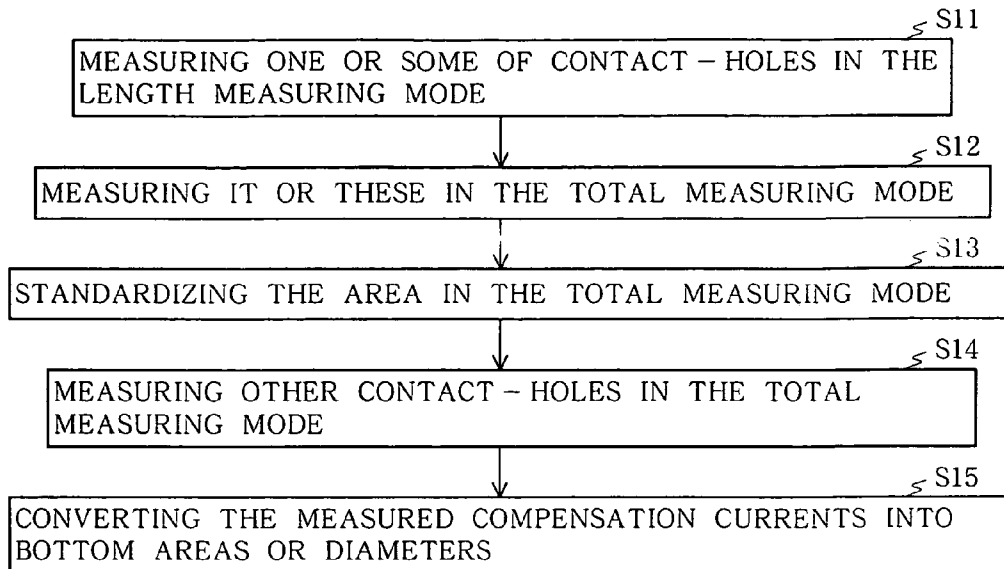 S11
MEASURING ONE OR SOME OF CONTACT – HOLES IN THE
LENGTH MEASURING MODE
S12
MEASURING IT OR THESE IN THE TOTAL MEASURING MODE
S13
STANDARDIZING THE AREA IN THE TOTAL MEASURING MODE
S14
MEASURING OTHER CONTACT – HOLES IN THE TOTAL
MEASURING MODE
S15
CONVERTING THE MEASURED COMPENSATION CURRENTS INTO
BOTTOM AREAS OR DIAMETERS